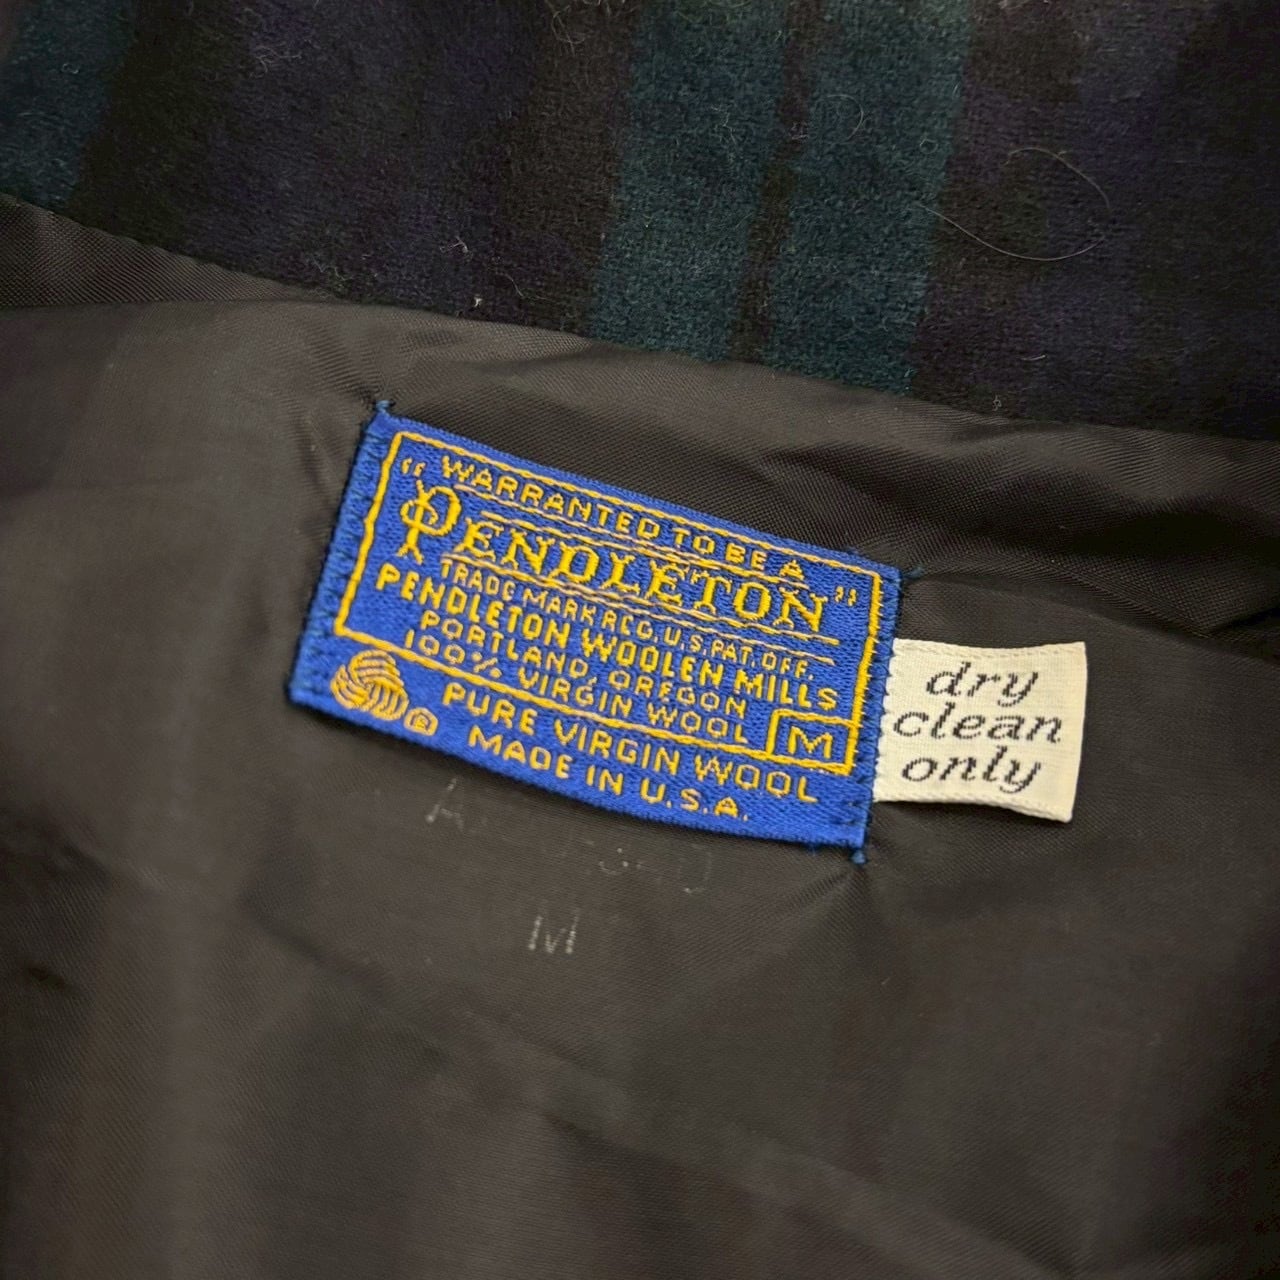 "WARRANTED TO BE A
PENDLETON"
TRADE MARK REG. U.S. PAT. OFF.
PENDLETON WOOLEN MILLS
PORTLAND, OREGON
100% VIRGIN WOOL
M
PURE VIRGIN WOOL
MADE IN U.S.A.
dry
clean
only
M